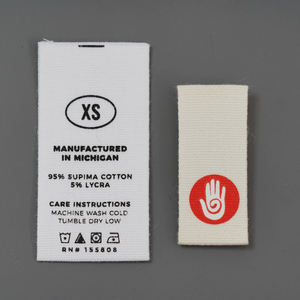 XS
MANUFACTURED
IN MICHIGAN
95% SUPIMA COTTON
5% LYCRA
CARE INSTRUCTIONS
MACHINE WASH COLD
TUMBLE DRY LOW
RN# 155808